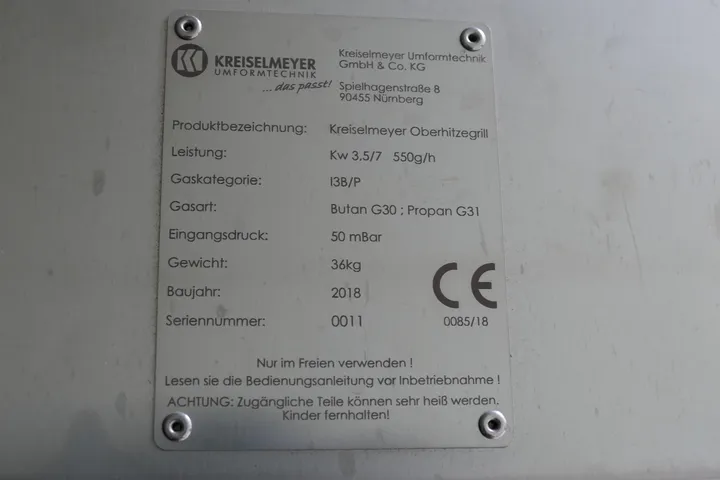 KREISELMEYER
UMFORMTECHNIK
...das passt!
Kreiselmeyer Umformtechnik
GmbH & Co. KG
Spielhagenstraße 8
90455 Nürnberg
Produktbezeichnung: Kreiselmeyer Oberhitzegrill
Leistung: Kw 3,5/7 550g/h
Gaskategorie: I3B/P
Gasart: Butan G30 ; Propan G31
Eingangsdruck: 50 mBar
Gewicht: 36kg
Baujahr: 2018
Seriennummer: 0011
CE
0085/18
Nur im Freien verwenden !
Lesen sie die Bedienungsanleitung vor Inbetriebnahme !
ACHTUNG: Zugängliche Teile können sehr heiß werden.
Kinder fernhalten!